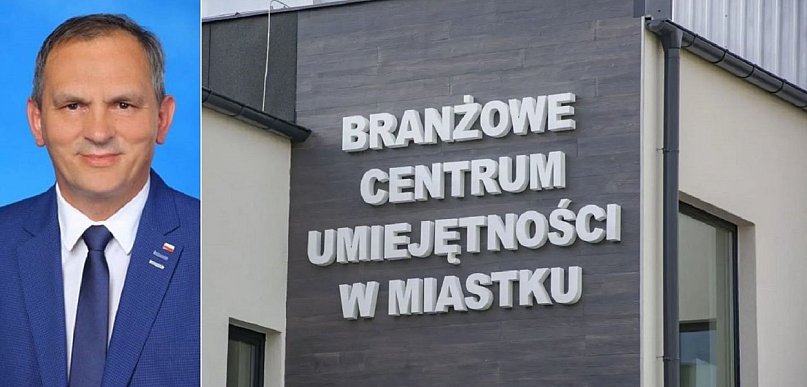 BRANŻOWE
CENTRUM
UMIEJĘTNOŚCI
W MIASTKU